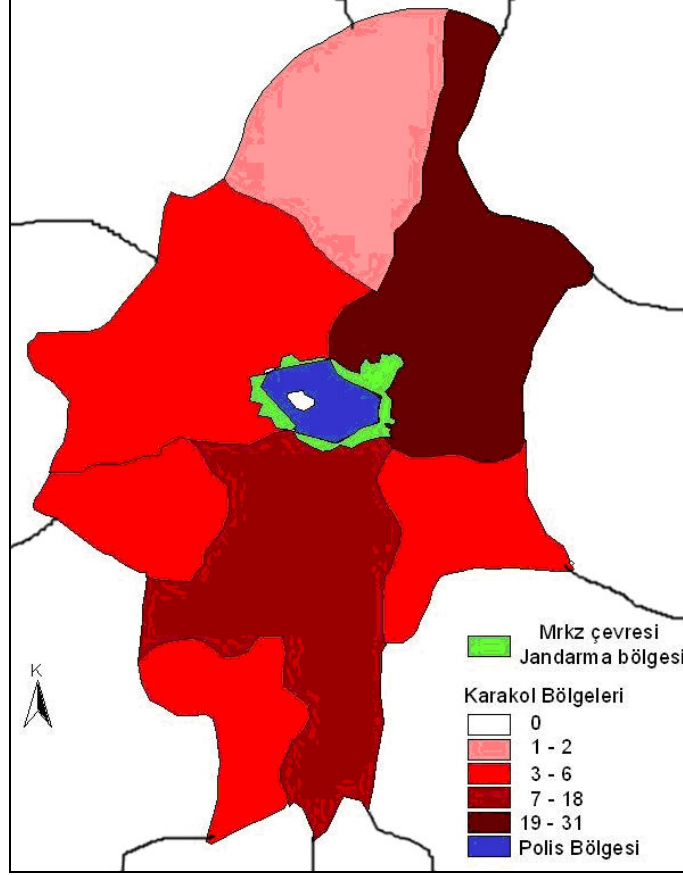 K
Mrkz çevresi
Jandarma bölgesi
Karakol Bölgeleri
0
1 - 2
3 - 6
7 - 18
19 - 31
Polis Bölgesi